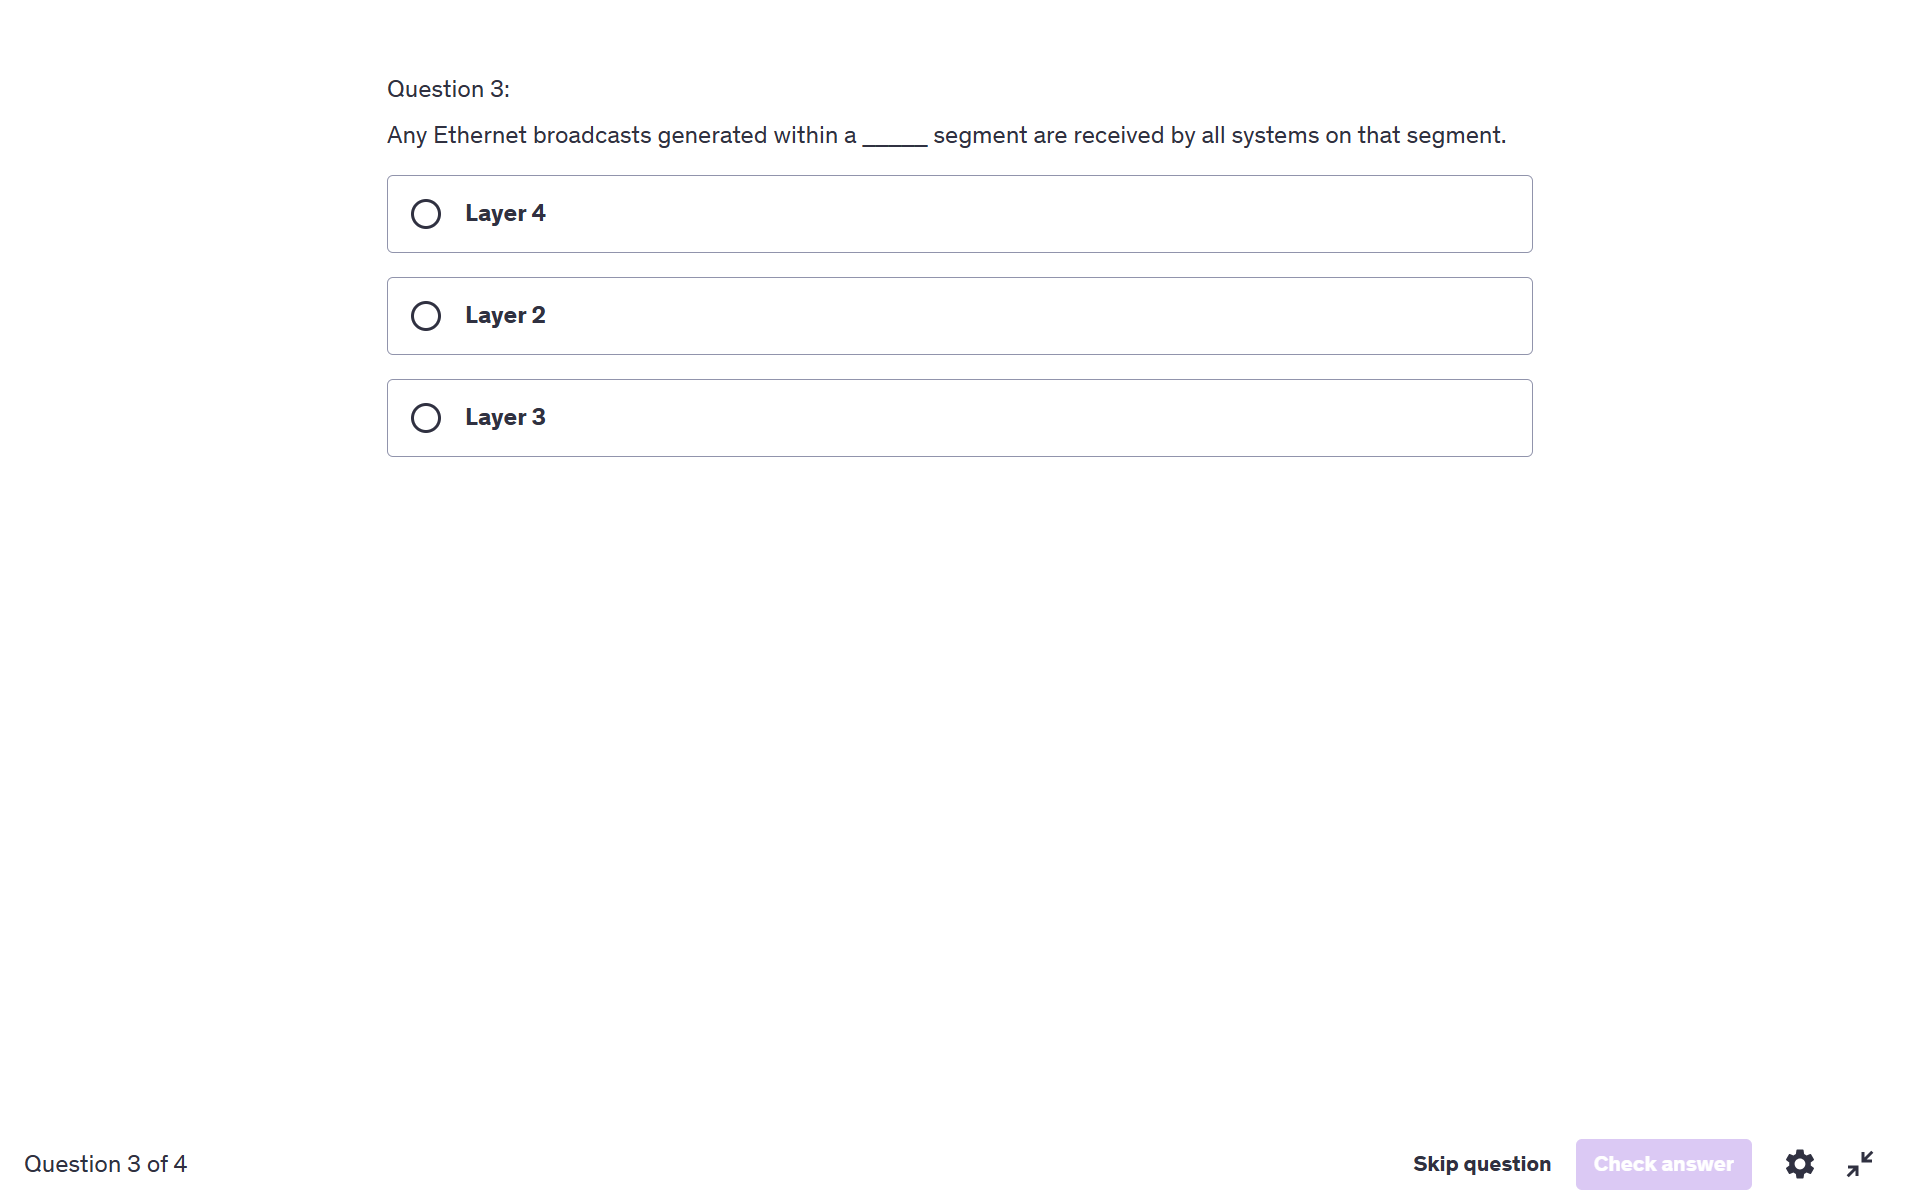 Question 3:
Any Ethernet broadcasts generated within a _____ segment are received by all systems on that segment.
Layer 4
Layer 2
Layer 3
Question 3 of 4
Skip question
Check answer